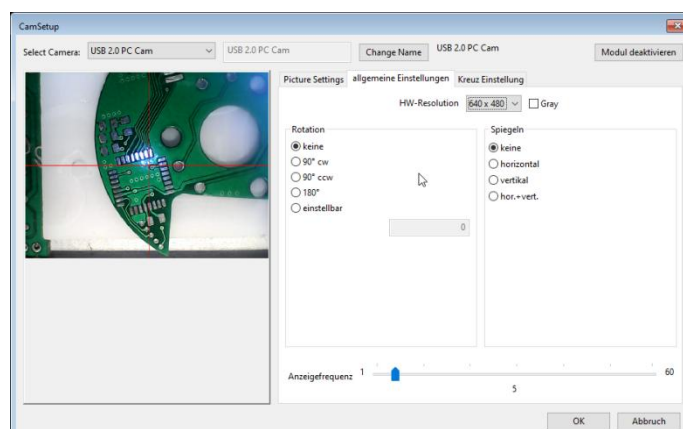 CamSetup
Select Camera: USB 2.0 PC Cam USB 2.0 PC Cam Change Name USB 2.0 PC Cam Modul deaktivieren
Picture Settings allgemeine Einstellungen Kreuz Einstellung
HW-Resolution 640 x 480 Gray
Rotation Spiegeln
keine keine
90° cw horizontal
90° ccw vertikal
180° hor.+vert.
einstellbar
0
Anzeigefrequenz 1 60
5
OK Abbruch